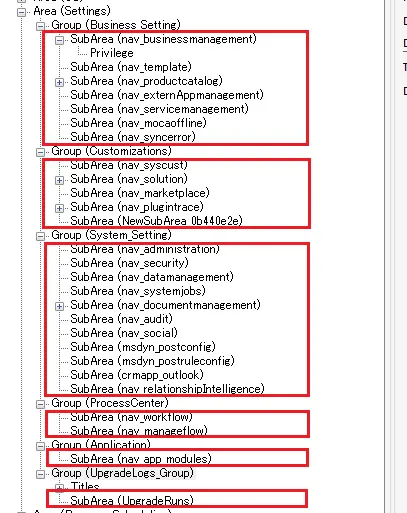 Area (Settings)
Group (Business_Setting)
SubArea (nav_businessmanagement)
Privilege
SubArea (nav_template)
SubArea (nav_productcatalog)
SubArea (nav_externAppmanagement)
SubArea (nav_servicemanagement)
SubArea (nav_mocaoffline)
SubArea (nav_syncerror)
Group (Customizations)
SubArea (nav_syscust)
SubArea (nav_solution)
SubArea (nav_marketplace)
SubArea (nav_plugintrace)
SubArea (NewSubArea_0b440e2e)
Group (System_Setting)
SubArea (nav_administration)
SubArea (nav_security)
SubArea (nav_datamanagement)
SubArea (nav_systemjobs)
SubArea (nav_documentmanagement)
SubArea (nav_audit)
SubArea (nav_social)
SubArea (msdyn_postconfig)
SubArea (msdyn_postruleconfig)
SubArea (crmapp_outlook)
SubArea (nav_relationshipIntelligence)
Group (ProcessCenter)
SubArea (nav_workflow)
SubArea (nav_manageflow)
Group (Application)
SubArea (nav_app_modules)
Group (UpgradeLogs_Group)
Titles
SubArea (UpgradeRuns)